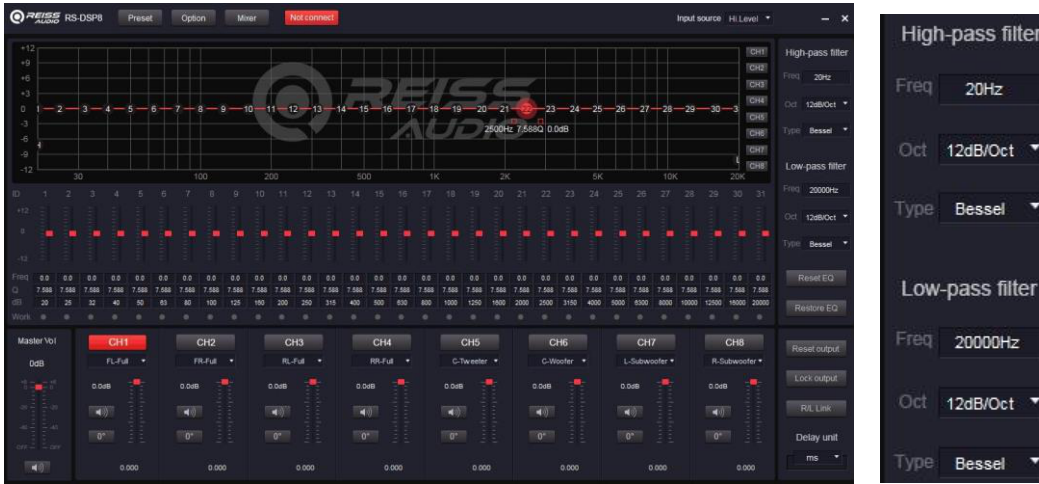 REISS AUDIO RS-DSP8 Preset Option Mixer Not connect Input source Hi.Level
+12 CH1 High-pass filter
+9 CH2
+6 CH3 Freq 20Hz
+3 CH4 Oct 12dB/Oct
0 1 2 3 4 5 6 7 8 9 10 11 12 13 14 15 16 17 18 19 20 21 22 23 24 25 26 27 28 29 30 3
REISS AUDIO
-3 CH5 Type Bessel
2500Hz 7.588Q 0.0dB
-6 CH6
H
-9 CH7
L
-12 CH8 Low-pass filter
30 100 200 500 1K 2K 5K 10K 20K
ID 1 2 3 4 5 6 7 8 9 10 11 12 13 14 15 16 17 18 19 20 21 22 23 24 25 26 27 28 29 30 31
Freq 20000Hz
+12
Oct 12dB/Oct
0
Type Bessel
-12
Freq 0.0 0.0 0.0 0.0 0.0 0.0 0.0 0.0 0.0 0.0 0.0 0.0 0.0 0.0 0.0 0.0 0.0 0.0 0.0 0.0 0.0 0.0 0.0 0.0 0.0 0.0 0.0 0.0 0.0 0.0 0.0
Reset EQ
Q 7.588 7.588 7.588 7.588 7.588 7.588 7.588 7.588 7.588 7.588 7.588 7.588 7.588 7.588 7.588 7.588 7.588 7.588 7.588 7.588 7.588 7.588 7.588 7.588 7.588 7.588 7.588 7.588 7.588 7.588 7.588
dB 20 25 32 40 50 63 80 100 125 160 200 250 315 400 500 630 800 1000 1250 1600 2000 2500 3150 4000 5000 6300 8000 10000 12500 16000 20000
Restore EQ
Work
Master Vol CH1 CH2 CH3 CH4 CH5 CH6 CH7 CH8
Reset output
0dB FL-Full FR-Full RL-Full RR-Full C-Tweeter C-Woofer L-Subwoofer R-Subwoofer
0.0dB 0.0dB 0.0dB 0.0dB 0.0dB 0.0dB 0.0dB 0.0dB
Lock output
R/L Link
0° 0° 0° 0° 0° 0° 0° 0°
Delay unit
ms
0.000 0.000 0.000 0.000 0.000 0.000 0.000 0.000
High-pass filter
Freq 20Hz
Oct 12dB/Oct
Type Bessel
Low-pass filter
Freq 20000Hz
Oct 12dB/Oct
Type Bessel